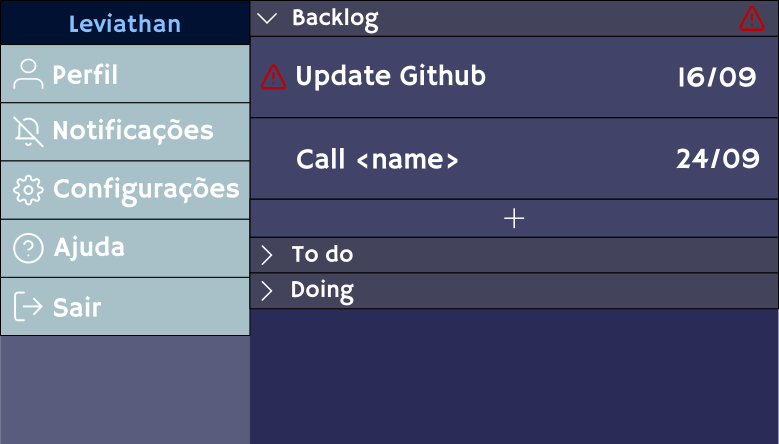 Leviathan
Perfil
Notificações
Configurações
Ajuda
Sair
Backlog
Update Github 16/09
Call <name> 24/09
+
To do
Doing